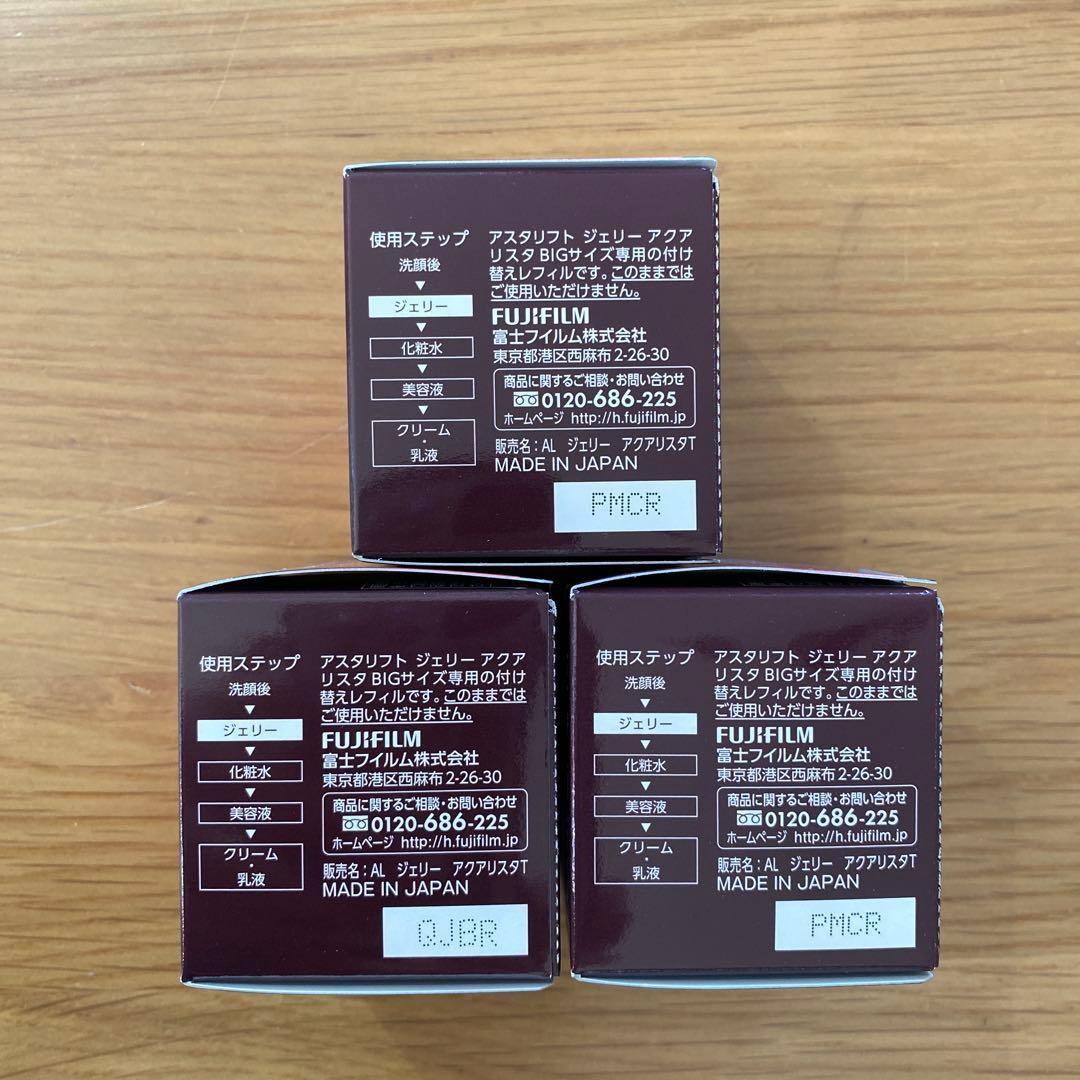 使用ステップ
洗顔後
▼
ジェリー
▼
化粧水
▼
美容液
▼
クリーム
・
乳液
アスタリフト ジェリー アクア
リスタ BIGサイズ専用の付け
替えレフィルです。このままでは
ご使用いただけません。
FUJIFILM
富士フイルム株式会社
東京都港区西麻布2-26-30
商品に関するご相談・お問い合わせ
0120-686-225
ホームページ http://h.fujifilm.jp
販売名：AL ジェリー アクアリスタT
MADE IN JAPAN
PMCR
使用ステップ
洗顔後
▼
ジェリー
▼
化粧水
▼
美容液
▼
クリーム
・
乳液
アスタリフト ジェリー アクア
リスタ BIGサイズ専用の付け
替えレフィルです。このままでは
ご使用いただけません。
FUJIFILM
富士フイルム株式会社
東京都港区西麻布2-26-30
商品に関するご相談・お問い合わせ
0120-686-225
ホームページ http://h.fujifilm.jp
販売名：AL ジェリー アクアリスタT
MADE IN JAPAN
QJBR
使用ステップ
洗顔後
▼
ジェリー
▼
化粧水
▼
美容液
▼
クリーム
・
乳液
アスタリフト ジェリー アクア
リスタ BIGサイズ専用の付け
替えレフィルです。このままでは
ご使用いただけません。
FUJIFILM
富士フイルム株式会社
東京都港区西麻布2-26-30
商品に関するご相談・お問い合わせ
0120-686-225
ホームページ http://h.fujifilm.jp
販売名：AL ジェリー アクアリスタT
MADE IN JAPAN
PMCR